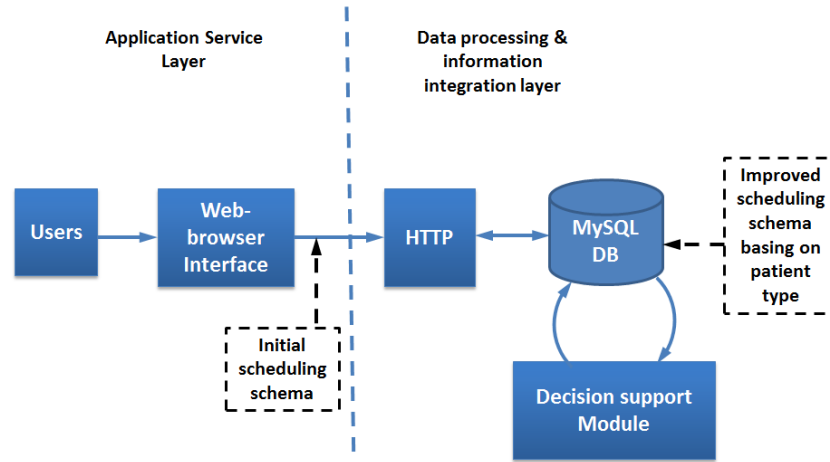 Application Service
Layer
Data processing &
information
integration layer
Users
Web-
browser
Interface
HTTP
MySQL
DB
Improved
scheduling
schema
basing on
patient
type
Initial
scheduling
schema
Decision support
Module